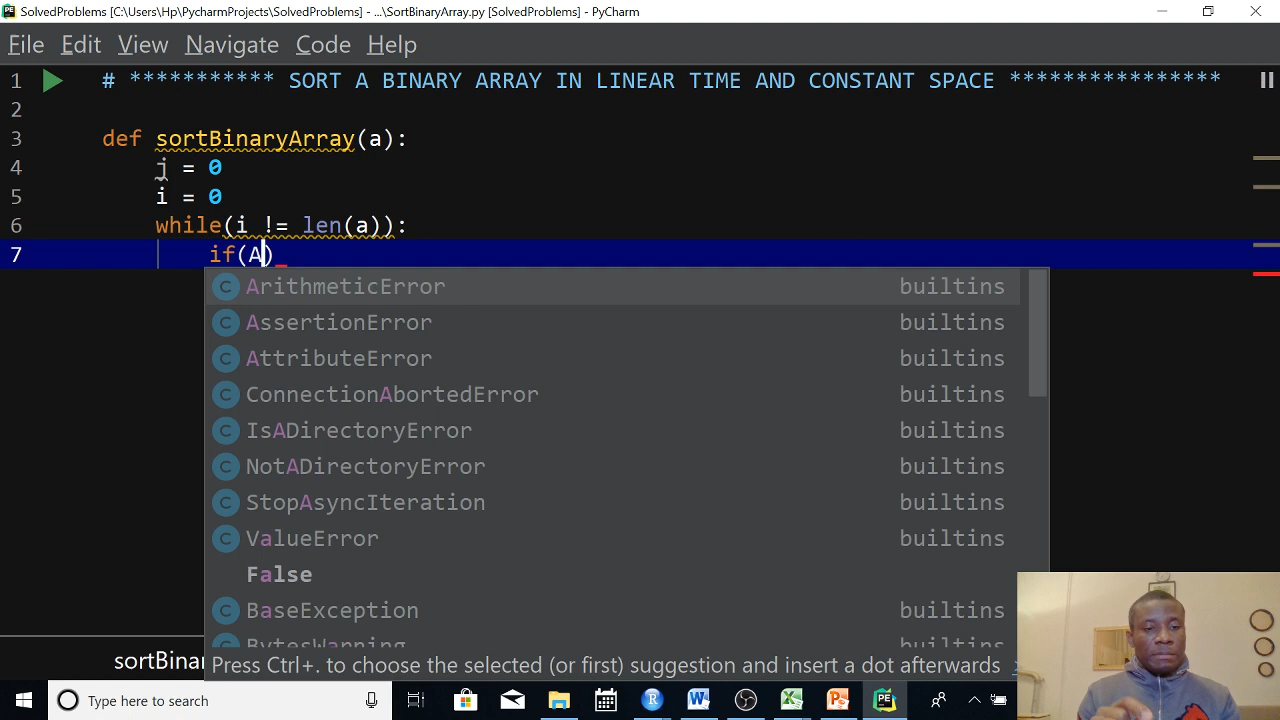 SolvedProblems [C:\Users\Hp\PycharmProjects\SolvedProblems] - ...\SortBinaryArray.py [SolvedProblems] - PyCharm
File Edit View Navigate Code Help
1 # *********** SORT A BINARY ARRAY IN LINEAR TIME AND CONSTANT SPACE ****************
2
3 def sortBinaryArray(a):
4 j = 0
5 i = 0
6 while(i != len(a)):
7 if(A)
ArithmeticError builtins
AssertionError builtins
AttributeError builtins
ConnectionAbortedError builtins
IsADirectoryError builtins
NotADirectoryError builtins
StopAsyncIteration builtins
ValueError builtins
False
BaseException builtins
BytesWarning builtins
sortBinar
Press Ctrl+. to choose the selected (or first) suggestion and insert a dot afterwards
Type here to search